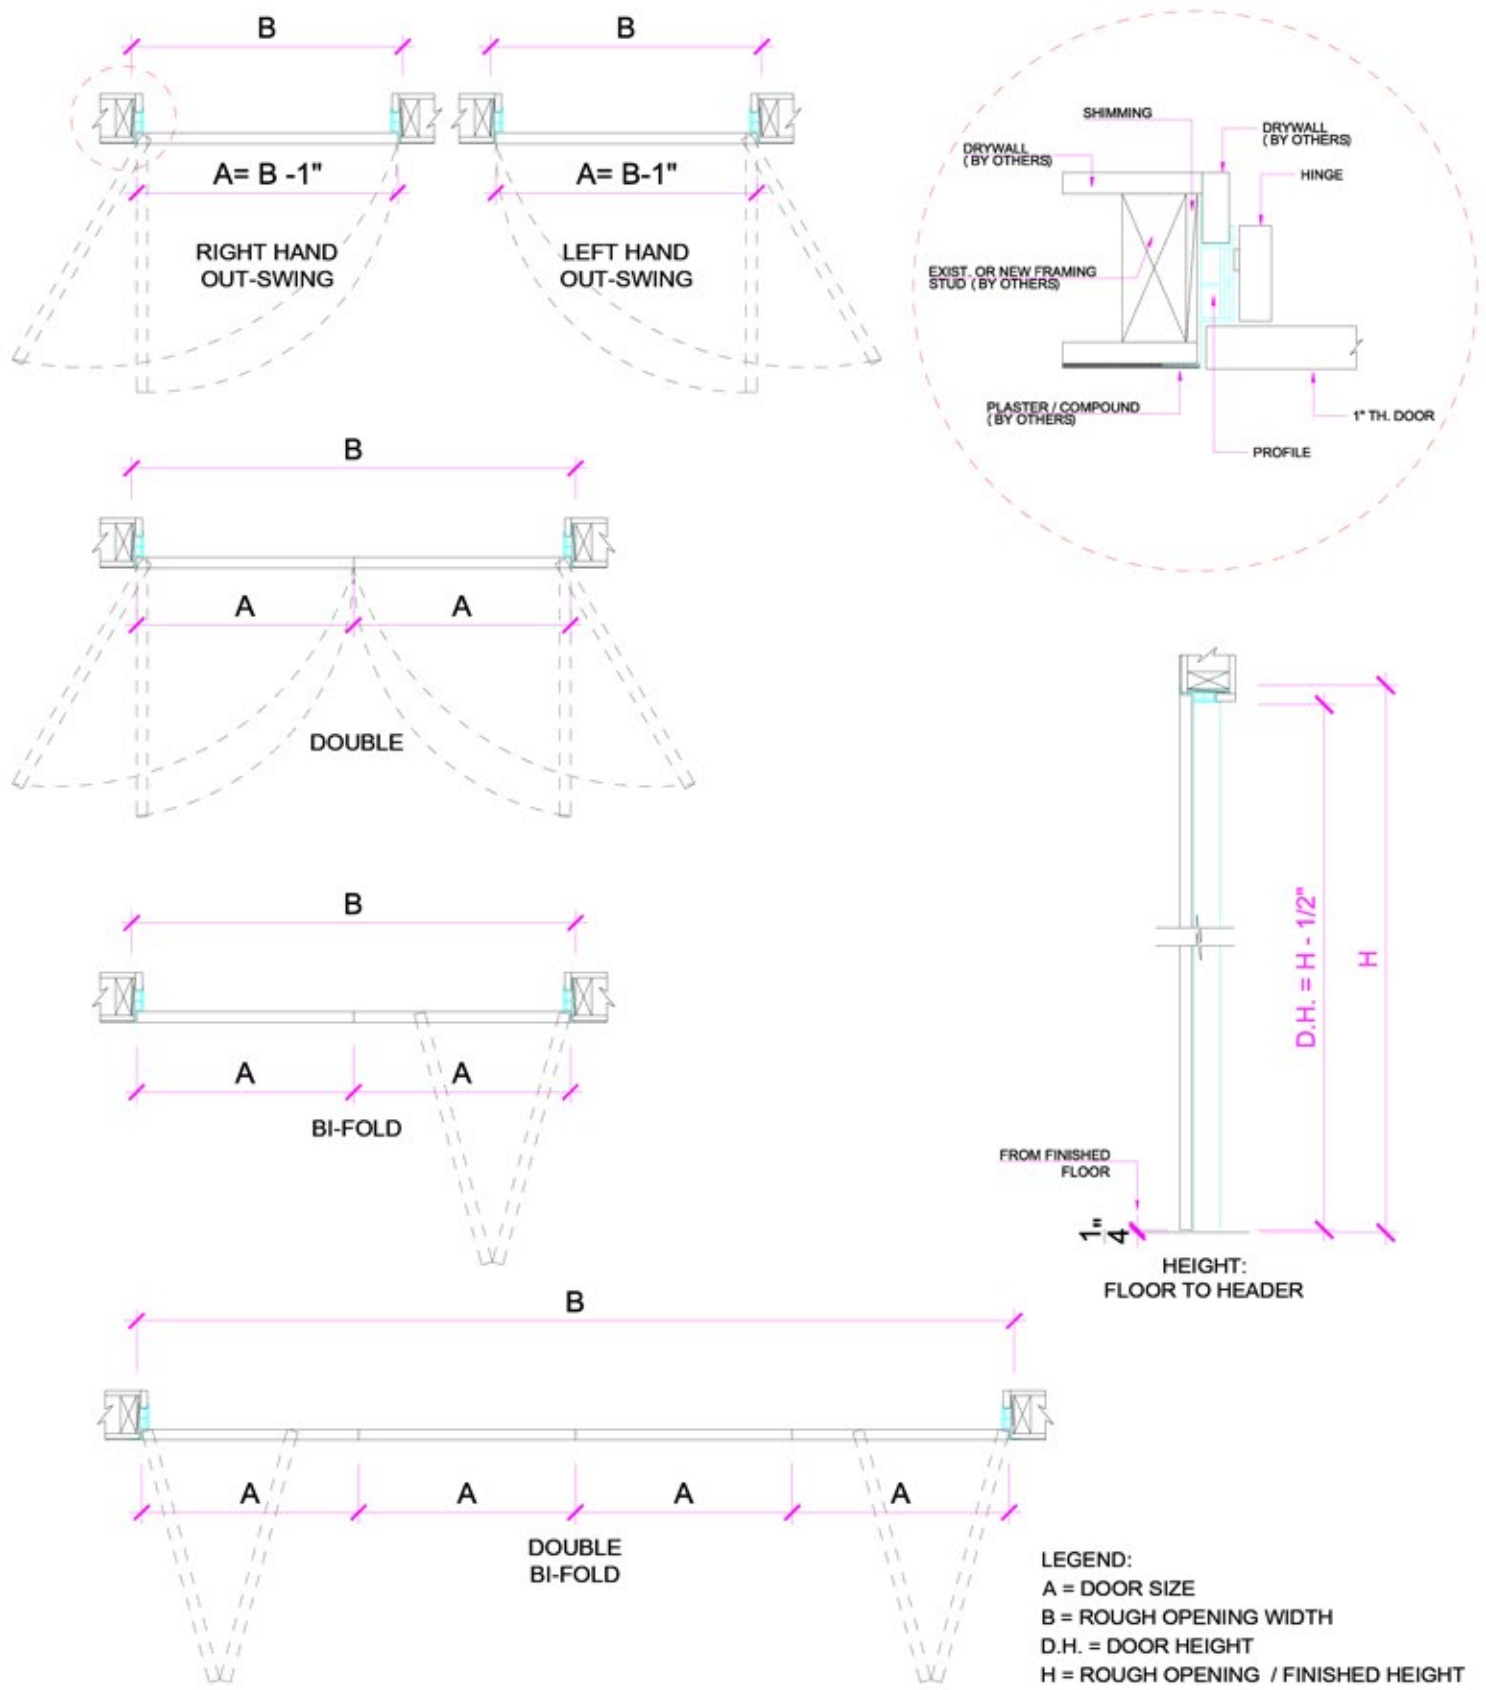 B
B
A= B -1"
A= B-1"
RIGHT HAND
OUT-SWING
LEFT HAND
OUT-SWING
SHIMMING
DRYWALL
( BY OTHERS)
DRYWALL
( BY OTHERS)
HINGE
EXIST. OR NEW FRAMING
STUD ( BY OTHERS)
PLASTER / COMPOUND
( BY OTHERS)
1" TH. DOOR
PROFILE
B
A
A
DOUBLE
B
A
A
BI-FOLD
D.H. = H - 1/2"
H
FROM FINISHED
FLOOR
1"
4
HEIGHT:
FLOOR TO HEADER
B
A
A
A
A
DOUBLE
BI-FOLD
LEGEND:
A = DOOR SIZE
B = ROUGH OPENING WIDTH
D.H. = DOOR HEIGHT
H = ROUGH OPENING / FINISHED HEIGHT